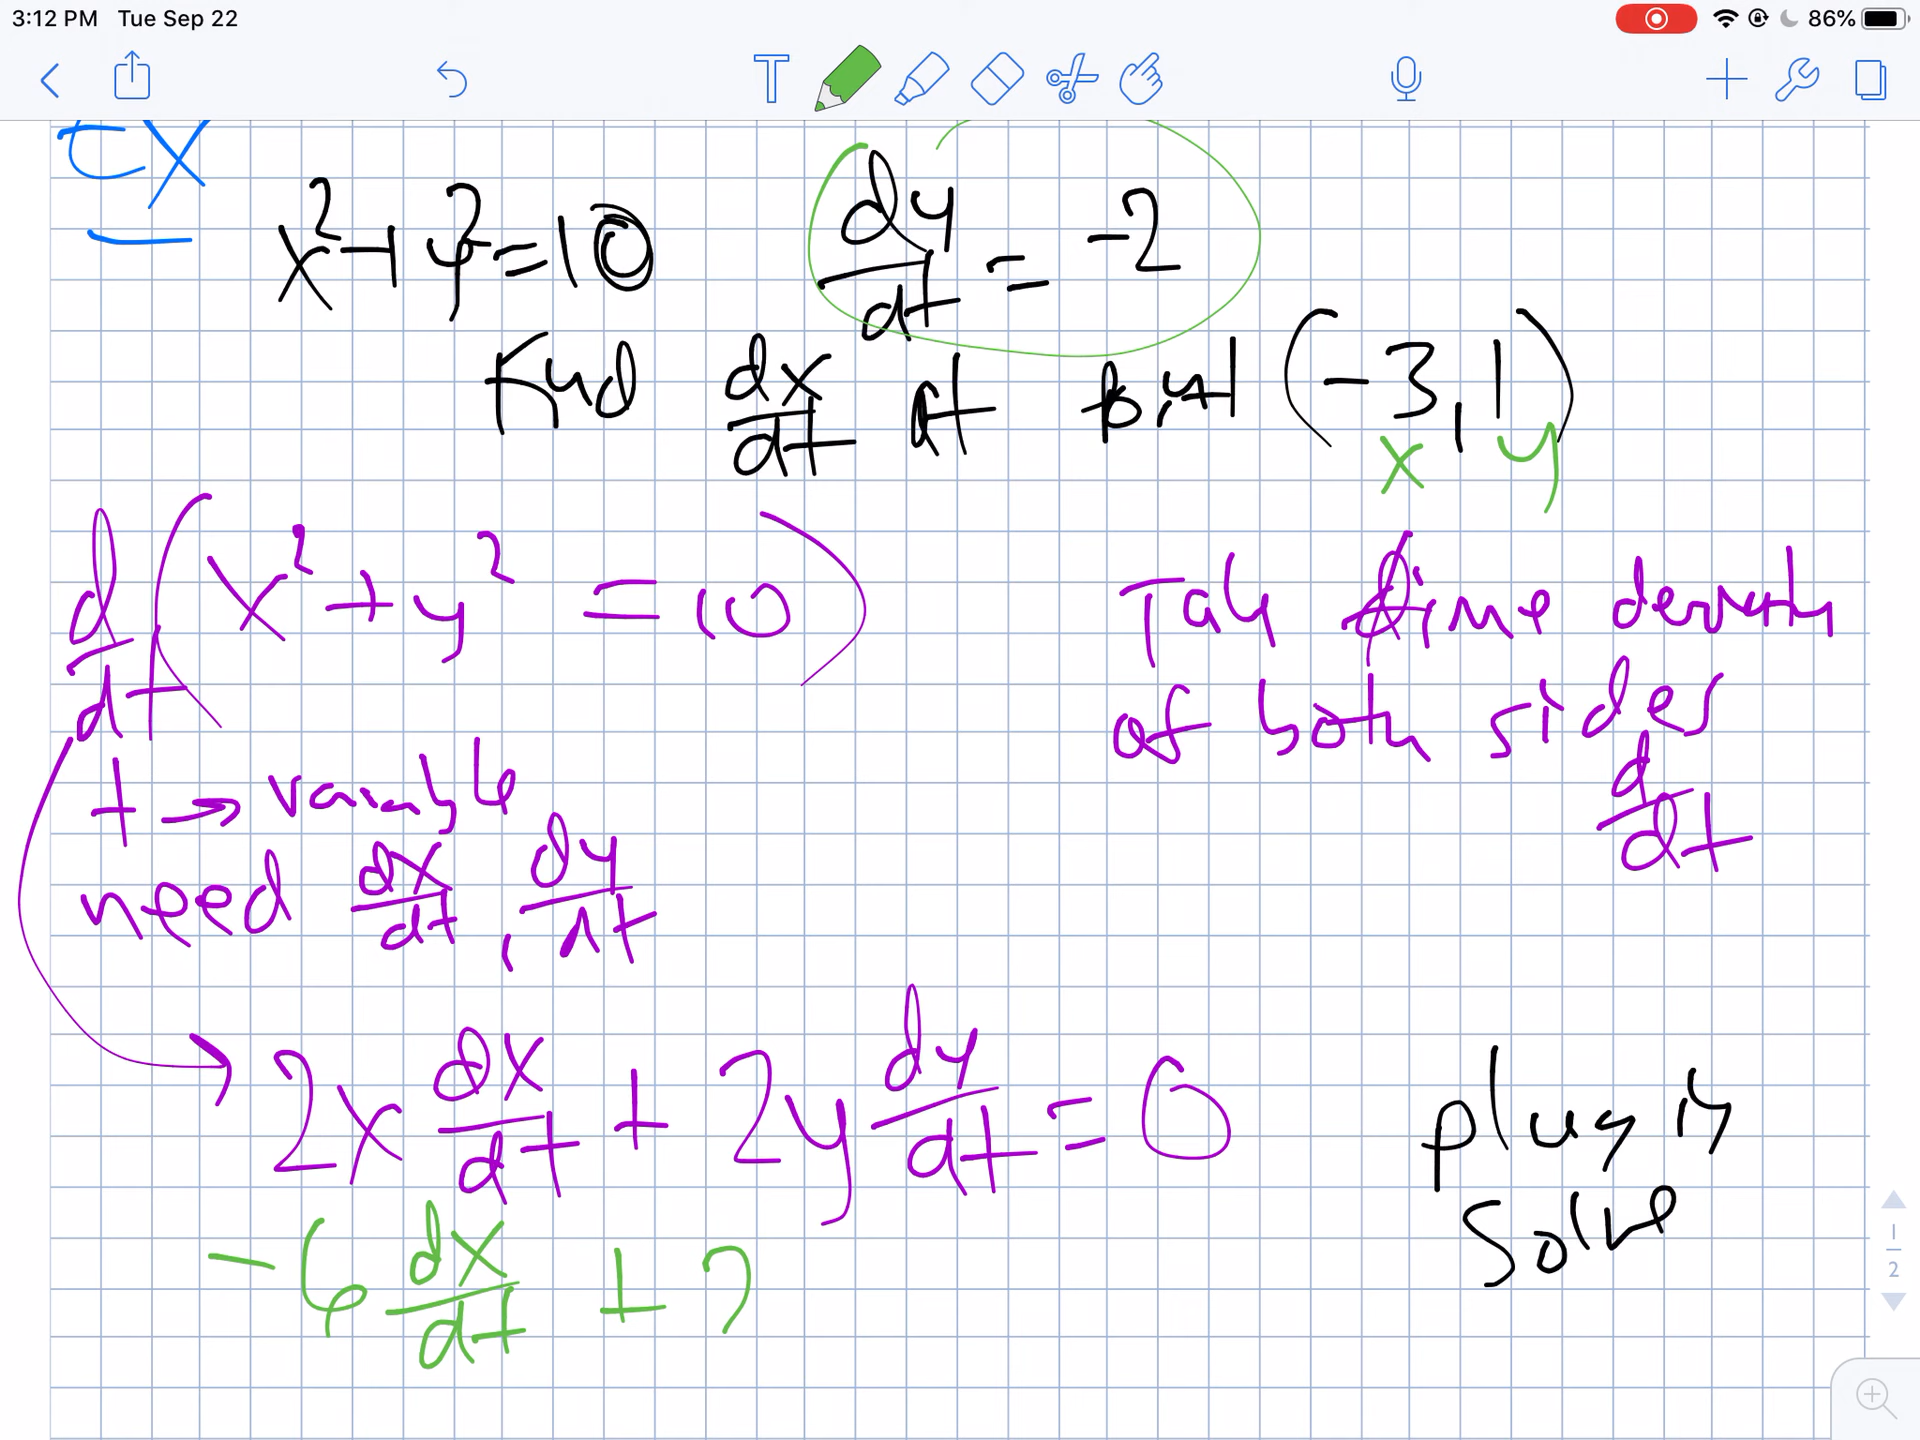 3:12 PM Tue Sep 22
86%
T
EX
x²+y²=10 dy/dt = -2
Find dx/dt at point (-3,1)
x y
d/dt (x² + y² = 10)
Take time derivative
of both sides
d/dt
t → variable
need dx/dt, dy/dt
2x dx/dt + 2y dy/dt = 0
plug in
solve
-6 dx/dt + 2
1
2